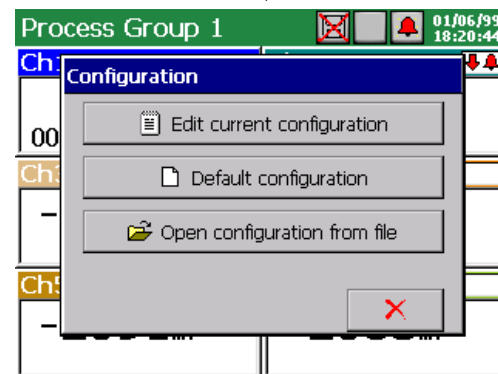 Process Group 1
01/06/99
18:20:44
Ch
Configuration
Edit current configuration
00
Default configuration
Ch
Open configuration from file
Ch